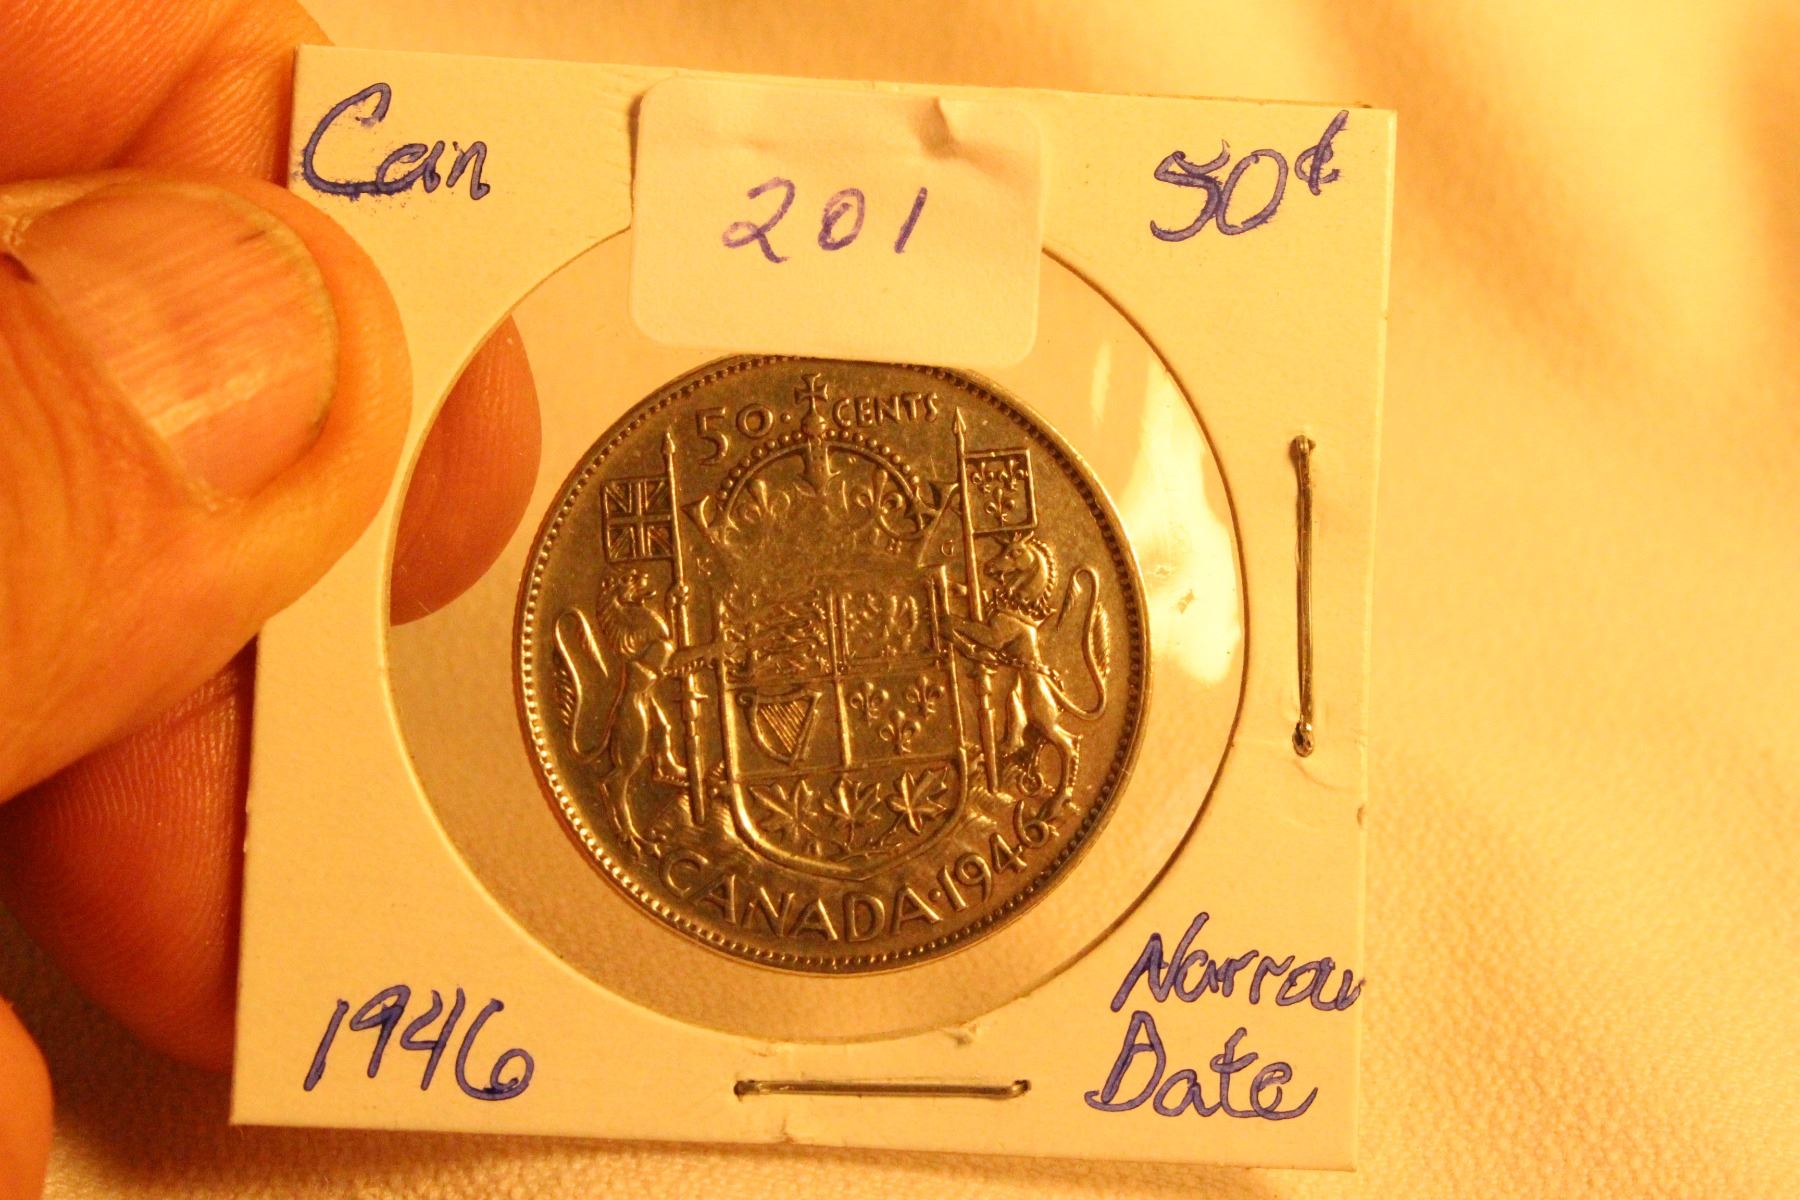 Can
201
50¢
50 · CENTS
K G
CANADA · 1946
1946
Narrow
Date